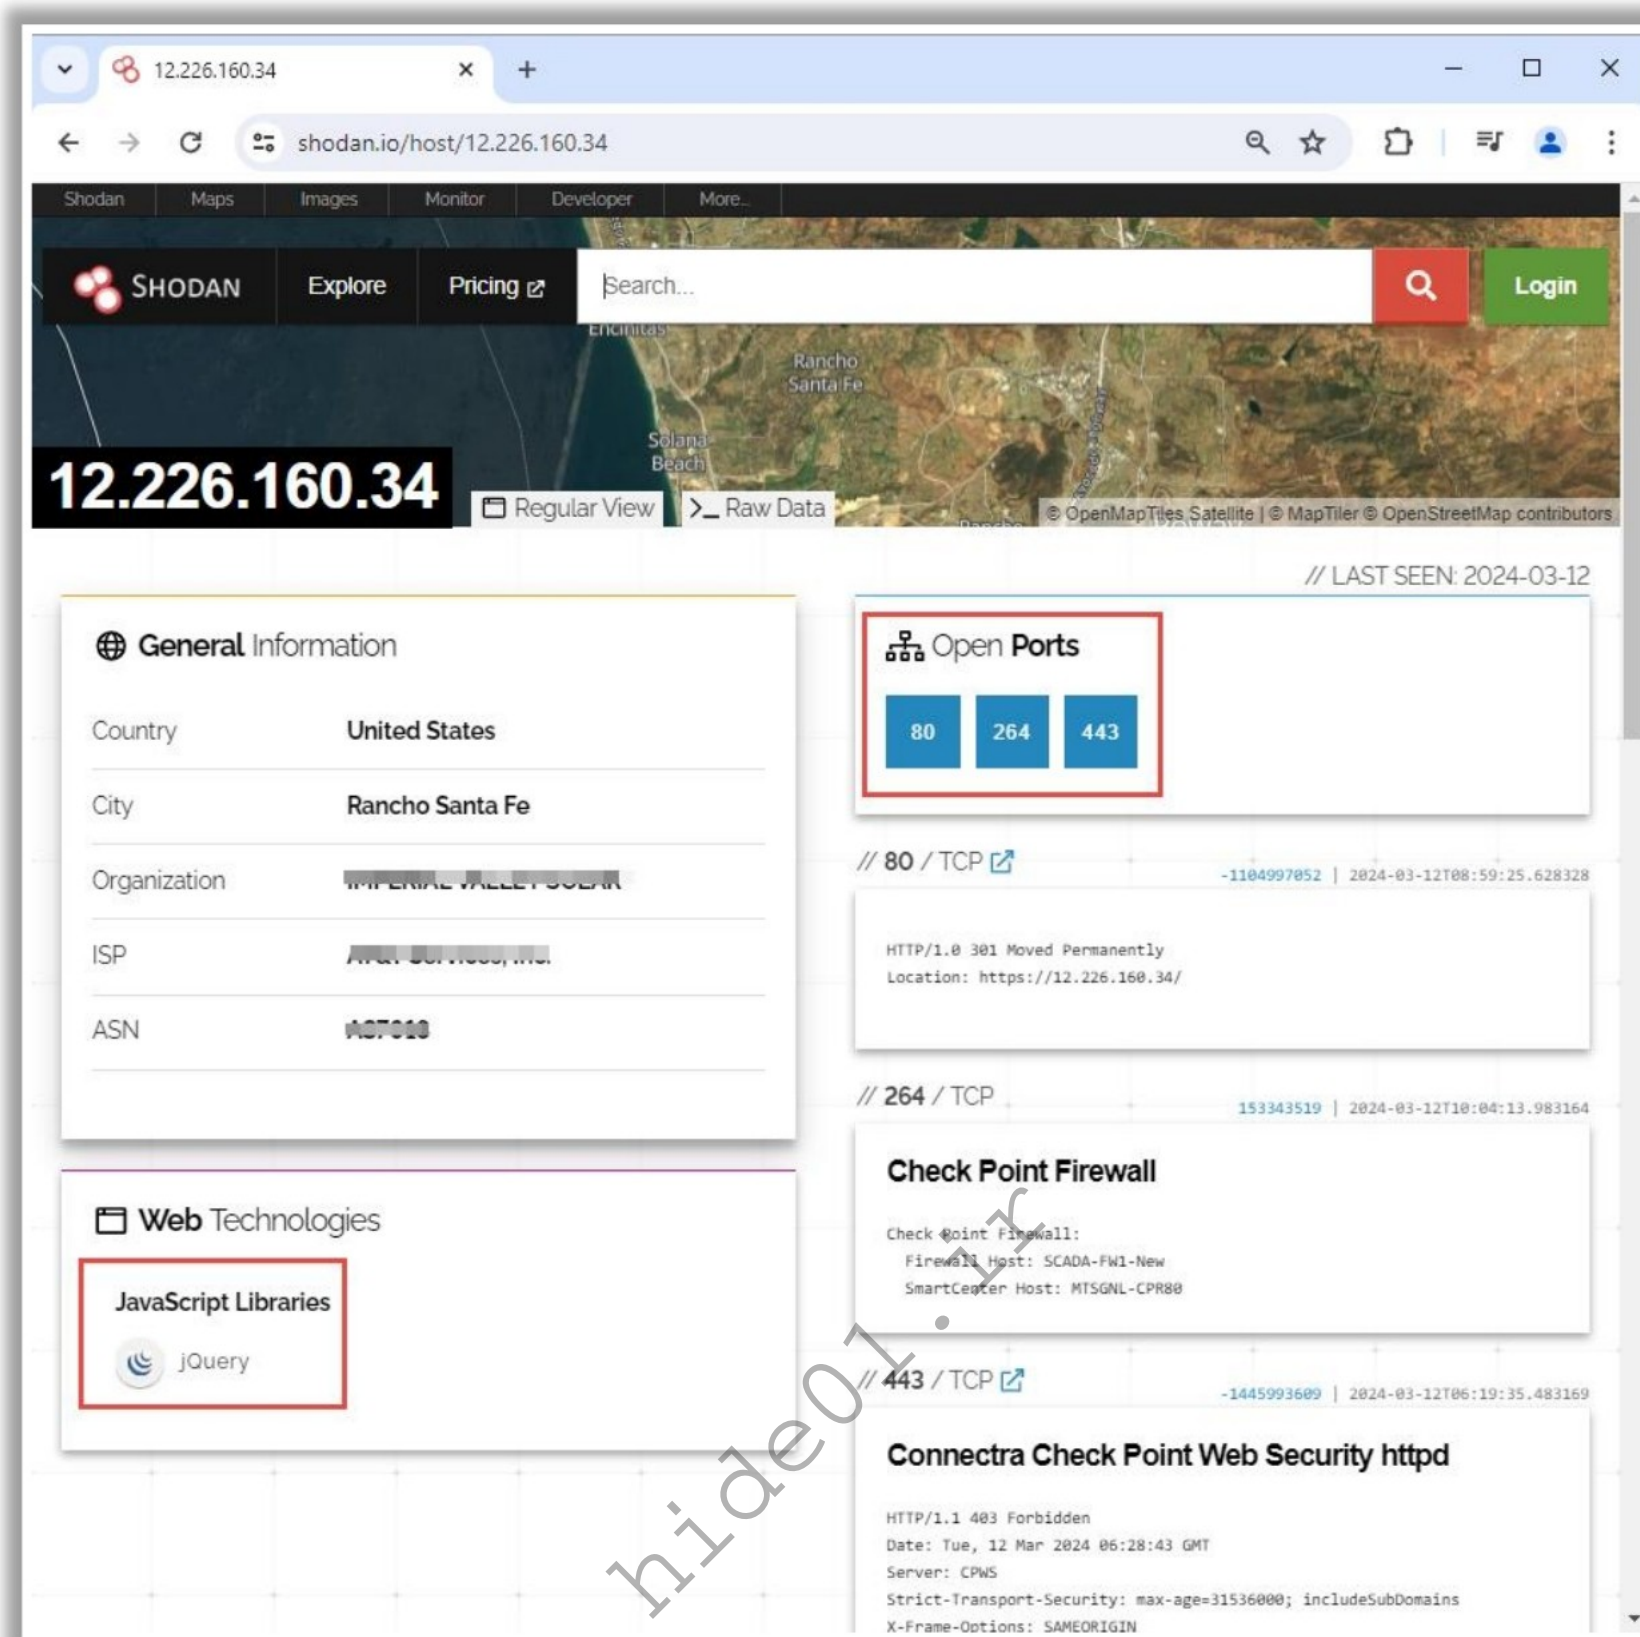 12.226.160.34
shodan.io/host/12.226.160.34
Shodan Maps Images Monitor Developer More...
SHODAN Explore Pricing Search... Login
Encinitas
Rancho
Santa Fe
Solana
Beach
12.226.160.34
Regular View >_ Raw Data
© OpenMapTiles Satellite | © MapTiler © OpenStreetMap contributors
// LAST SEEN: 2024-03-12
General Information
Country United States
City Rancho Santa Fe
Organization
ISP
ASN
Web Technologies
JavaScript Libraries
jQuery
Open Ports
80 264 443
// 80 / TCP
-1104997052 | 2024-03-12T08:59:25.628328
HTTP/1.0 301 Moved Permanently
Location: https://12.226.160.34/
// 264 / TCP
153343519 | 2024-03-12T10:04:13.983164
Check Point Firewall
Check Point Firewall:
Firewall Host: SCADA-FW1-New
SmartCenter Host: MTSGNL-CPR80
// 443 / TCP
-1445993609 | 2024-03-12T06:19:35.483169
Connectra Check Point Web Security httpd
HTTP/1.1 403 Forbidden
Date: Tue, 12 Mar 2024 06:28:43 GMT
Server: CPWS
Strict-Transport-Security: max-age=31536000; includeSubDomains
X-Frame-Options: SAMEORIGIN
hide01.ir